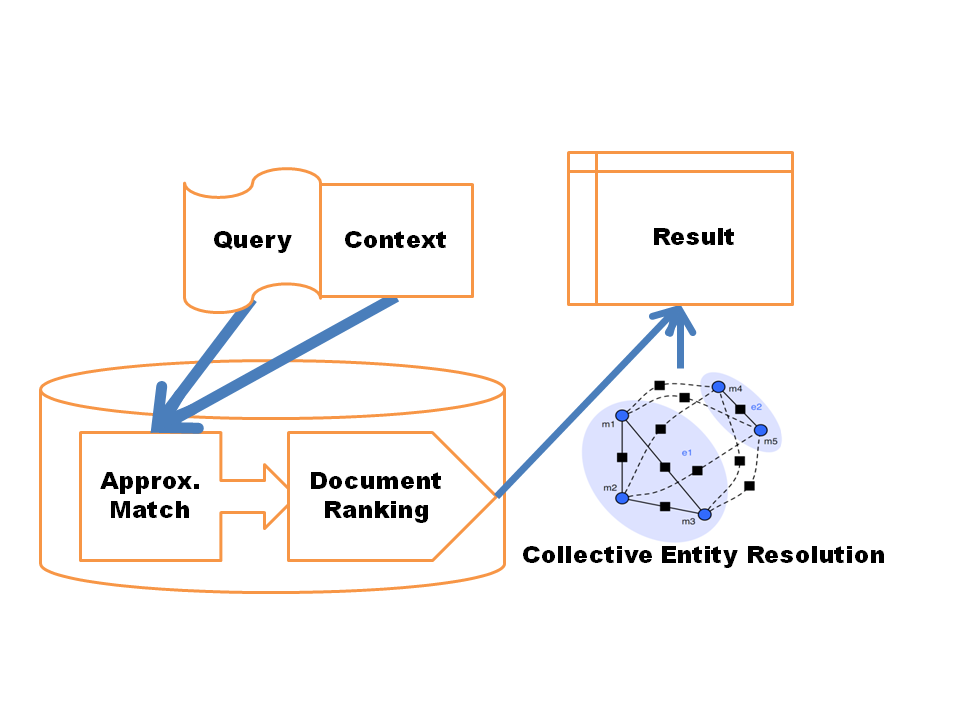 Query
Context
Result
Approx.
Match
Document
Ranking
m4
e2
m1
m5
e1
m2
m3
Collective Entity Resolution